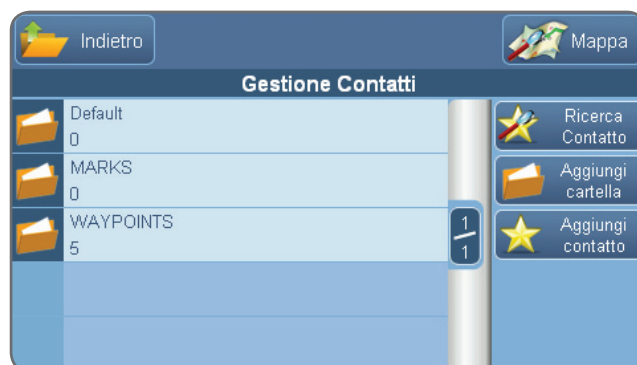 Indietro
Mappa
Gestione Contatti
Default
0
MARKS
0
WAYPOINTS
5
1
1
Ricerca
Contatto
Aggiungi
cartella
Aggiungi
contatto